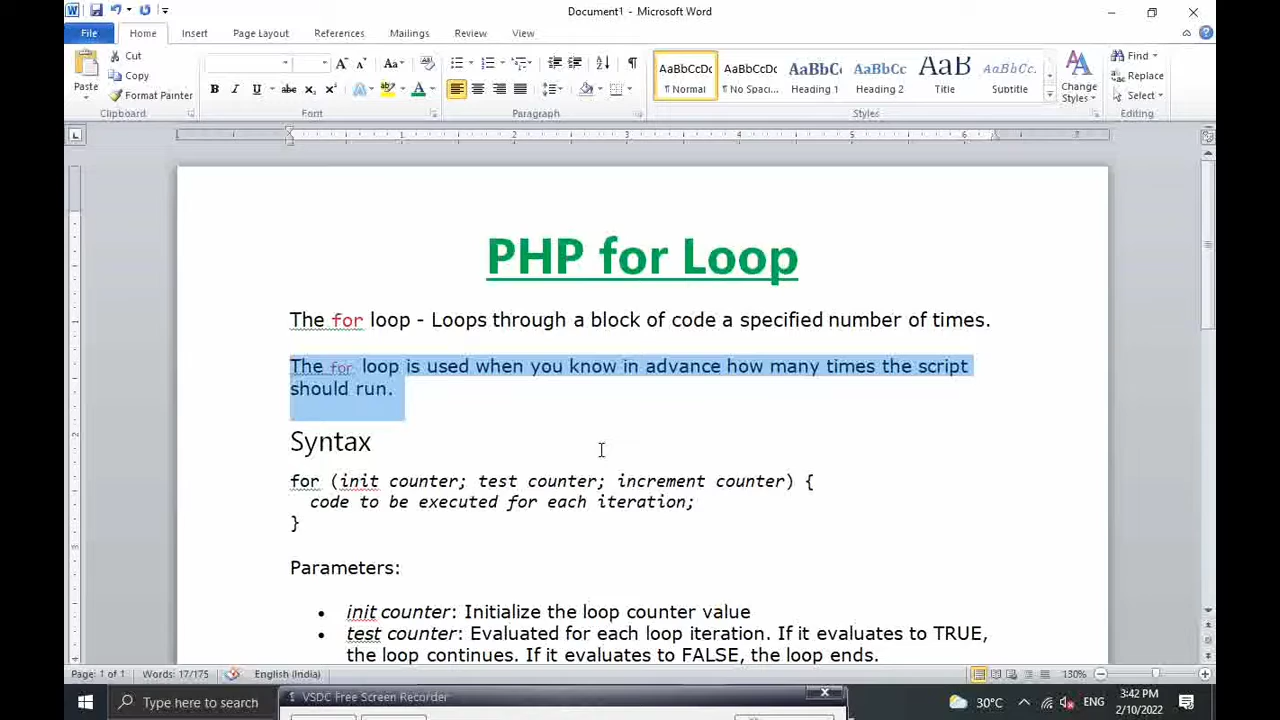 Document1 - Microsoft Word
File Home Insert Page Layout References Mailings Review View
Paste
Cut
Copy
Format Painter
Clipboard
Font
Paragraph
AaBbCcDc AaBbCcDc AaBbC AaBbCc AaB AaBbCc.
¶ Normal ¶ No Spaci... Heading 1 Heading 2 Title Subtitle
Change
Styles
Styles
Find
Replace
Select
Editing
PHP for Loop
The for loop - Loops through a block of code a specified number of times.
The for loop is used when you know in advance how many times the script
should run.
Syntax
for (init counter; test counter; increment counter) {
code to be executed for each iteration;
}
Parameters:
• init counter: Initialize the loop counter value
• test counter: Evaluated for each loop iteration. If it evaluates to TRUE,
the loop continues. If it evaluates to FALSE, the loop ends.
Page: 1 of 1 Words: 17/175 English (India) 130%
Type here to search
VSDC Free Screen Recorder
30°C
ENG
3:42 PM
2/10/2022